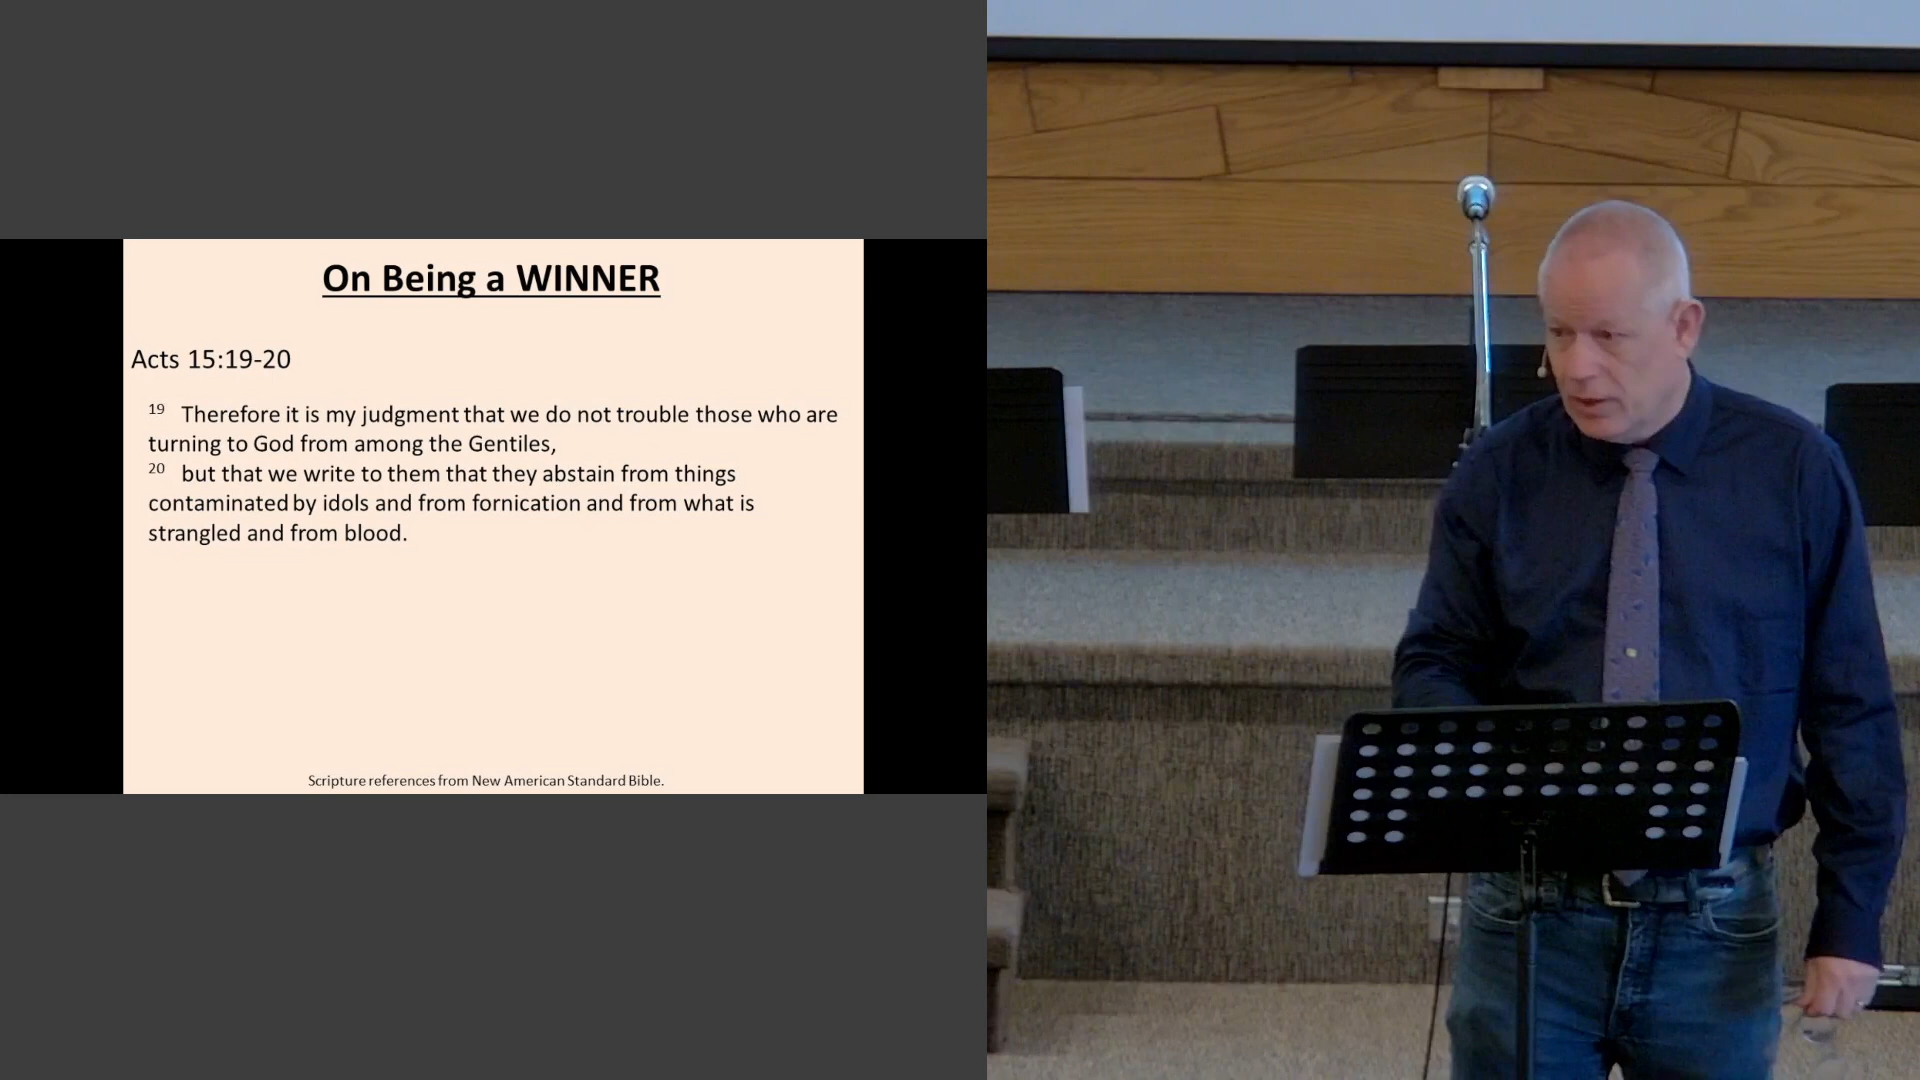 On Being a WINNER
Acts 15:19-20
19 Therefore it is my judgment that we do not trouble those who are
turning to God from among the Gentiles,
20 but that we write to them that they abstain from things
contaminated by idols and from fornication and from what is
strangled and from blood.
Scripture references from New American Standard Bible.